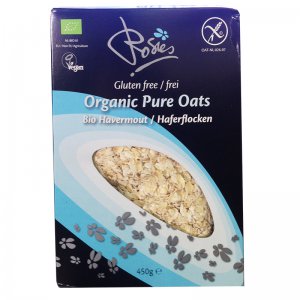 Rosies
Gluten free / frei
Organic Pure Oats
Bio Havermout / Haferflocken
Vegan
450g e